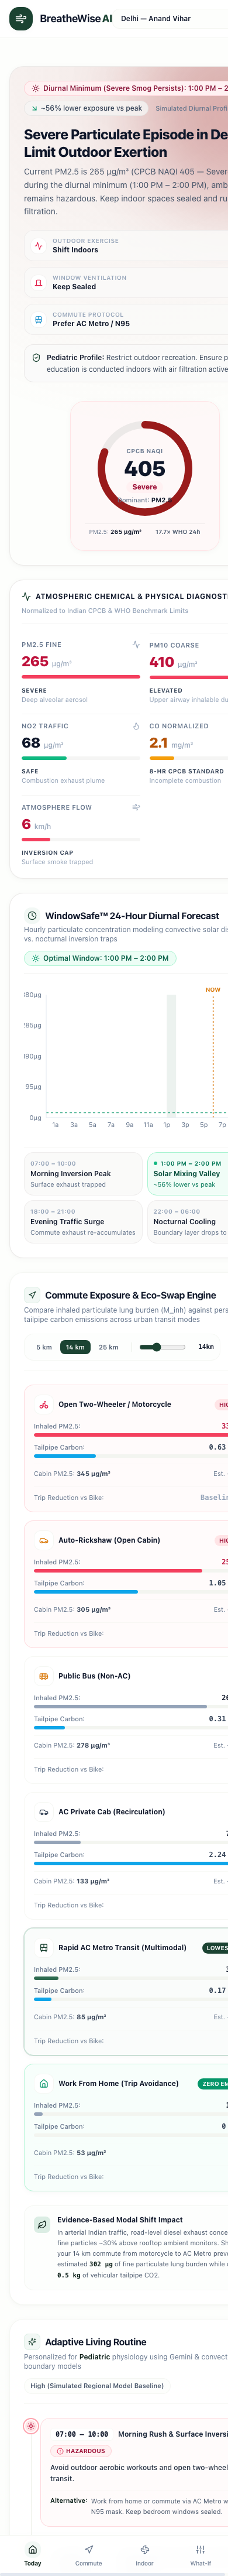 BreatheWise AI
Delhi — Anand Vihar
Diurnal Minimum (Severe Smog Persists): 1:00 PM –
~56% lower exposure vs peak
Simulated Diurnal
Severe Particulate Episode in
Limit Outdoor Exertion
Current PM2.5 is 265 µg/m³ (CPCB NAQI 405 —
during the diurnal minimum (1:00 PM – 2:00 PM),
remains hazardous. Keep indoor spaces sealed and
filtration.
OUTDOOR EXERCISE
Shift Indoors
WINDOW VENTILATION
Keep Sealed
COMMUTE PROTOCOL
Prefer AC Metro / N95
Pediatric Profile: Restrict outdoor recreation. Ensure
education is conducted indoors with air filtration
CPCB NAQI
405
Severe
Dominant: PM2.5
PM2.5: 265 µg/m³
17.7× WHO 24h
ATMOSPHERIC CHEMICAL & PHYSICAL
Normalized to Indian CPCB & WHO Benchmark Limits
PM2.5 FINE
265 µg/m³
SEVERE
Deep alveolar aerosol
PM10 COARSE
410 µg/m³
ELEVATED
Upper airway inhalable
NO2 TRAFFIC
68 µg/m³
SAFE
Combustion exhaust plume
CO NORMALIZED
2.1 mg/m³
8-HR CPCB STANDARD
Incomplete combustion
ATMOSPHERE FLOW
6 km/h
INVERSION CAP
Surface smoke trapped
WindowSafe™ 24-Hour Diurnal Forecast
Hourly particulate concentration modeling convective solar
vs. nocturnal inversion traps
Optimal Window: 1:00 PM – 2:00 PM
NOW
95µg
0µg
1a 3a 5a 7a 9a 11a 1p 3p 5p 7p
07:00 – 10:00
Morning Inversion Peak
Surface exhaust trapped
1:00 PM – 2:00 PM
Solar Mixing Valley
~56% lower vs peak
18:00 – 21:00
Evening Traffic Surge
Commute exhaust re-accumulates
22:00 – 06:00
Nocturnal Cooling
Boundary layer drops to
Commute Exposure & Eco-Swap Engine
Compare inhaled particulate lung burden (M_inh) against
tailpipe carbon emissions across urban transit modes
5 km 14 km 25 km 14km
Open Two-Wheeler / Motorcycle
Inhaled PM2.5:
Tailpipe Carbon: 0.63
Cabin PM2.5: 345 µg/m³ Est.
Trip Reduction vs Bike:
Auto-Rickshaw (Open Cabin)
Inhaled PM2.5:
Tailpipe Carbon: 1.05
Cabin PM2.5: 305 µg/m³ Est.
Trip Reduction vs Bike:
Public Bus (Non-AC)
Inhaled PM2.5:
Tailpipe Carbon: 0.31
Cabin PM2.5: 278 µg/m³ Est.
Trip Reduction vs Bike:
AC Private Cab (Recirculation)
Inhaled PM2.5:
Tailpipe Carbon: 2.24
Cabin PM2.5: 133 µg/m³ Est.
Trip Reduction vs Bike:
Rapid AC Metro Transit (Multimodal)
Inhaled PM2.5:
Tailpipe Carbon: 0.17
Cabin PM2.5: 85 µg/m³ Est.
Trip Reduction vs Bike:
Work From Home (Trip Avoidance)
ZERO
Inhaled PM2.5:
Tailpipe Carbon: 0
Cabin PM2.5: 53 µg/m³
Trip Reduction vs Bike:
Evidence-Based Modal Shift Impact
In arterial Indian traffic, road-level diesel exhaust
fine particles ~30% above rooftop ambient monitors.
your 14 km commute from motorcycle to AC Metro
estimated 302 µg of fine particulate lung burden while
0.5 kg of vehicular tailpipe CO2.
Adaptive Living Routine
Personalized for Pediatric physiology using Gemini &
boundary models
High (Simulated Regional Model Baseline)
07:00 – 10:00 Morning Rush & Surface
HAZARDOUS
Avoid outdoor aerobic workouts and open
transit.
Alternative: Work from home or commute via AC Metro
N95 mask. Keep bedroom windows sealed.
Today Commute Indoor What-If